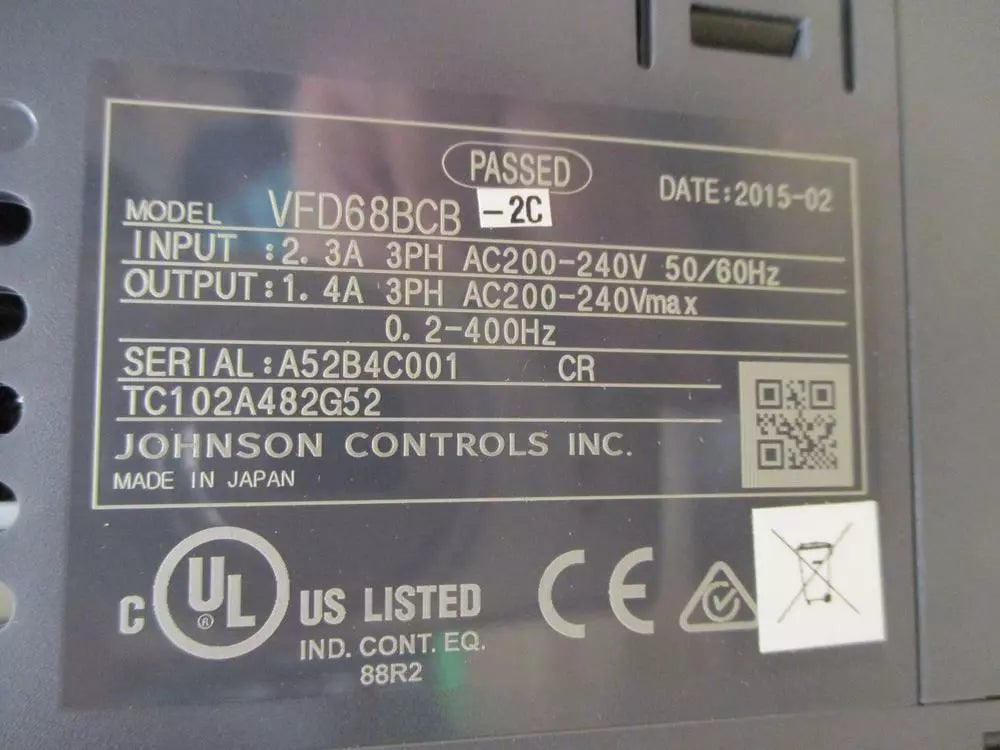 PASSED
DATE:2015-02
MODEL VFD68BCB -2C
INPUT :2.3A 3PH AC200-240V 50/60Hz
OUTPUT:1.4A 3PH AC200-240Vmax
0.2-400Hz
SERIAL:A52B4C001 CR
TC102A482G52
JOHNSON CONTROLS INC.
MADE IN JAPAN
C UL ® US LISTED
IND. CONT. EQ.
88R2
CE